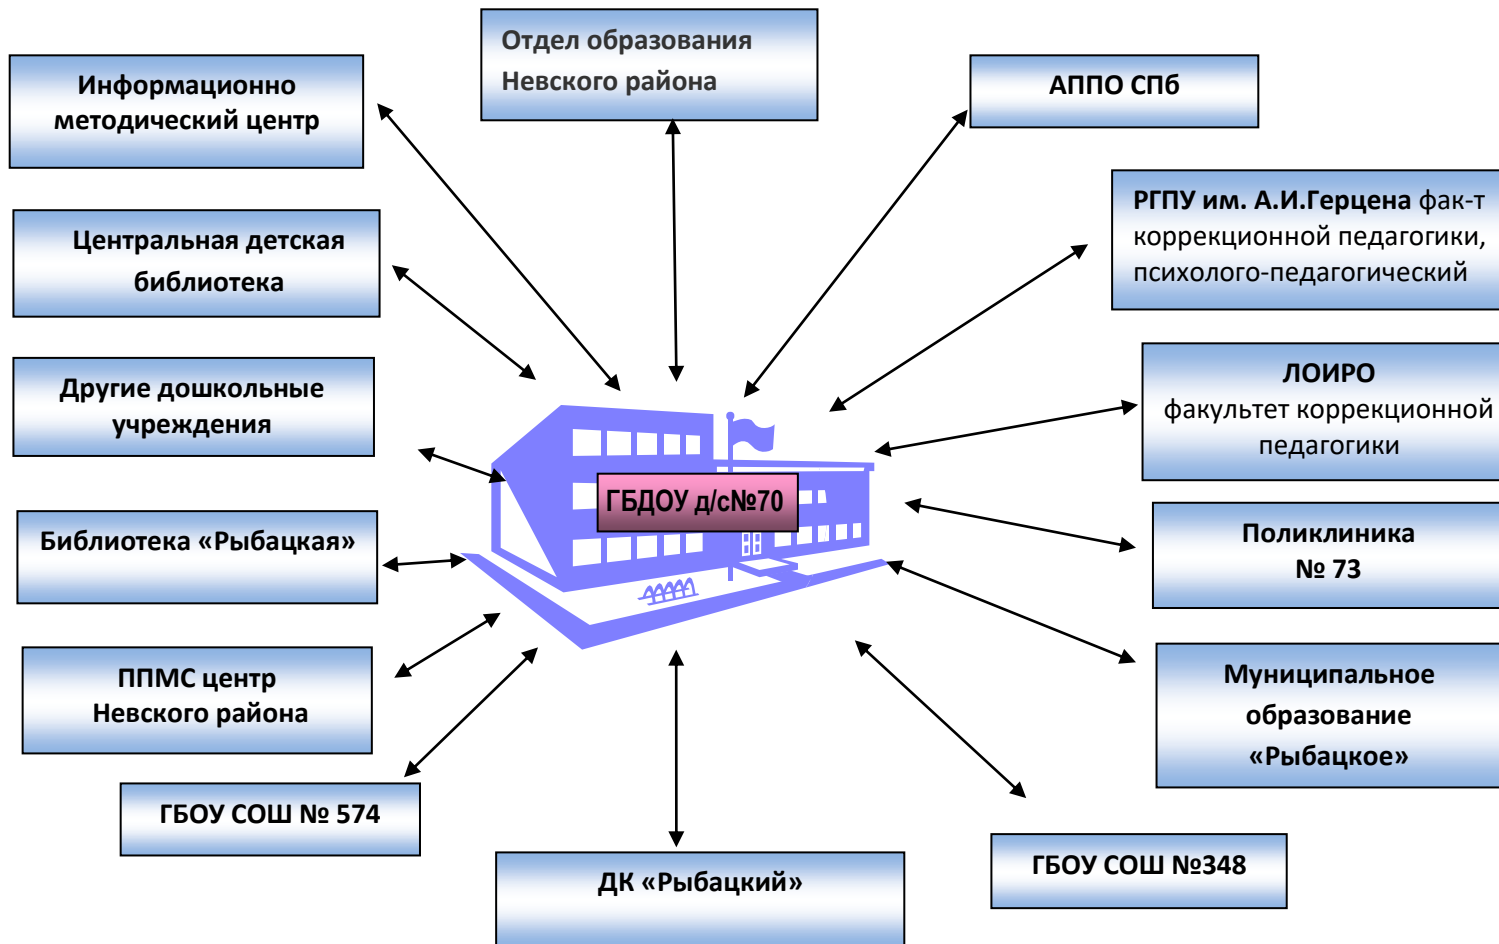 Отдел образования
Невского района
Информационно
методический центр
АППО СПб
РГПУ им. А.И.Герцена фак-т
коррекционной педагогики,
психолого-педагогический
Центральная детская
библиотека
ЛОИРО
факультет коррекционной
педагогики
Другие дошкольные
учреждения
ГБДОУ д/с№70
Библиотека «Рыбацкая»
Поликлиника
№ 73
ППМС центр
Невского района
Муниципальное
образование
«Рыбацкое»
ГБОУ СОШ № 574
ДК «Рыбацкий»
ГБОУ СОШ №348